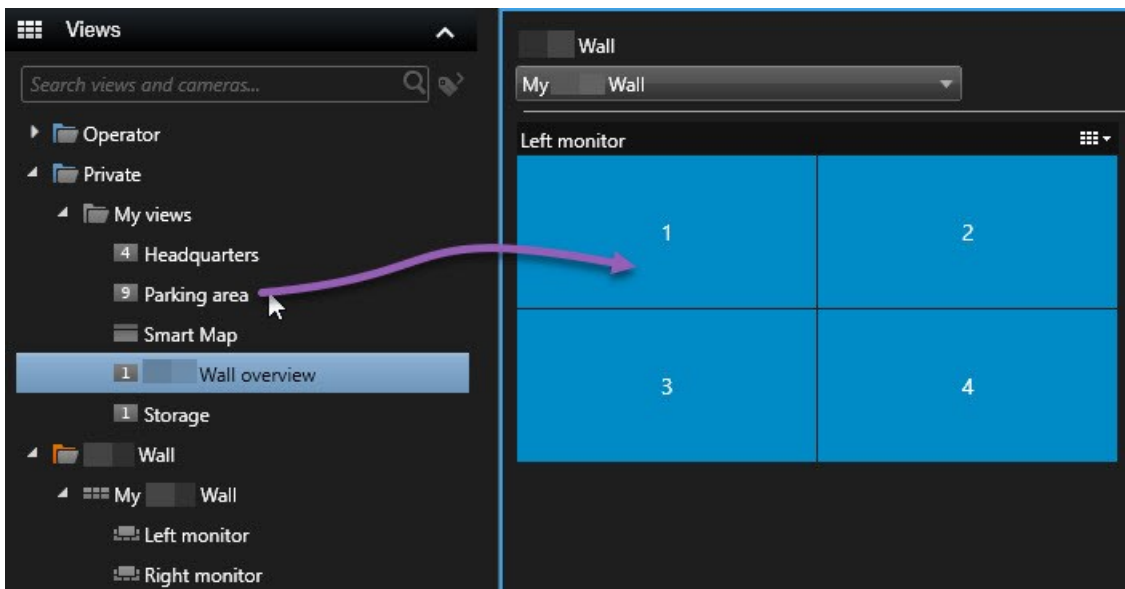 Views
Search views and cameras...
Operator
Private
My views
4 Headquarters
9 Parking area
Smart Map
1 Wall overview
1 Storage
Wall
My Wall
Left monitor
Right monitor
Wall
My Wall
Left monitor
1 2
3 4